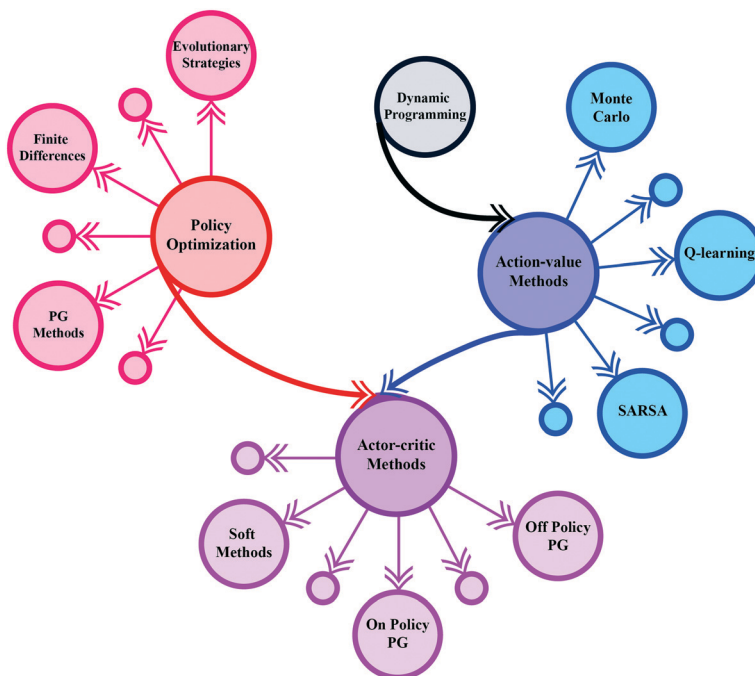 Evolutionary
Strategies
Finite
Differences
Policy
Optimization
PG
Methods
Dynamic
Programming
Monte
Carlo
Action-value
Methods
Q-learning
SARSA
Actor-critic
Methods
Soft
Methods
On Policy
PG
Off Policy
PG